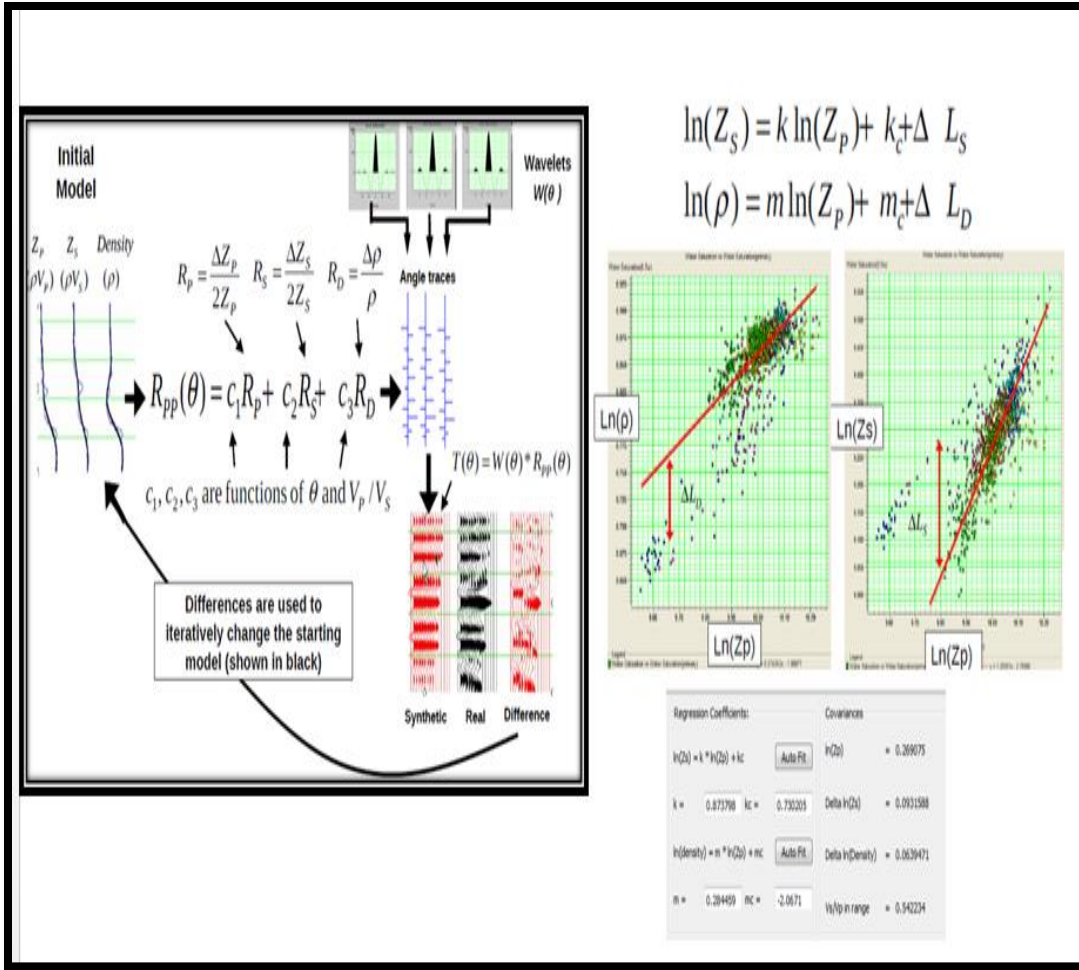 Initial
Model
Z_P Z_S Density
ρV_P) (ρV_S) (ρ)
R_P = ΔZ_P / 2Z_P R_S = ΔZ_S / 2Z_S R_D = Δρ / ρ
Wavelets
W(θ )
Angle traces
R_PP(θ) = c_1R_P+ c_2R_S+ c_3R_D
c_1, c_2, c_3 are functions of θ and V_P / V_S
T(θ) = W(θ) * R_PP(θ)
Differences are used to
iteratively change the starting
model (shown in black)
Synthetic Real Difference
ln(Z_S) = k ln(Z_P)+ k_c+Δ L_S
ln(ρ) = m ln(Z_P)+ m_c+Δ L_D
Ln(ρ)
ΔL_D
Ln(Zp)
Ln(Zs)
ΔL_S
Ln(Zp)
Regression Coefficients: Covariances
ln(Zs) = k * ln(Zp) + kc Auto Fit ln(Zp) = 0.269075
k = 0.873798 kc = 0.730205 Delta ln(Zs) = 0.0931588
ln(density) = m * ln(Zp) + mc Auto Fit Delta ln(Density) = 0.0639471
m = 0.284459 mc = -2.0671 Vs/Vp in range = 0.542234